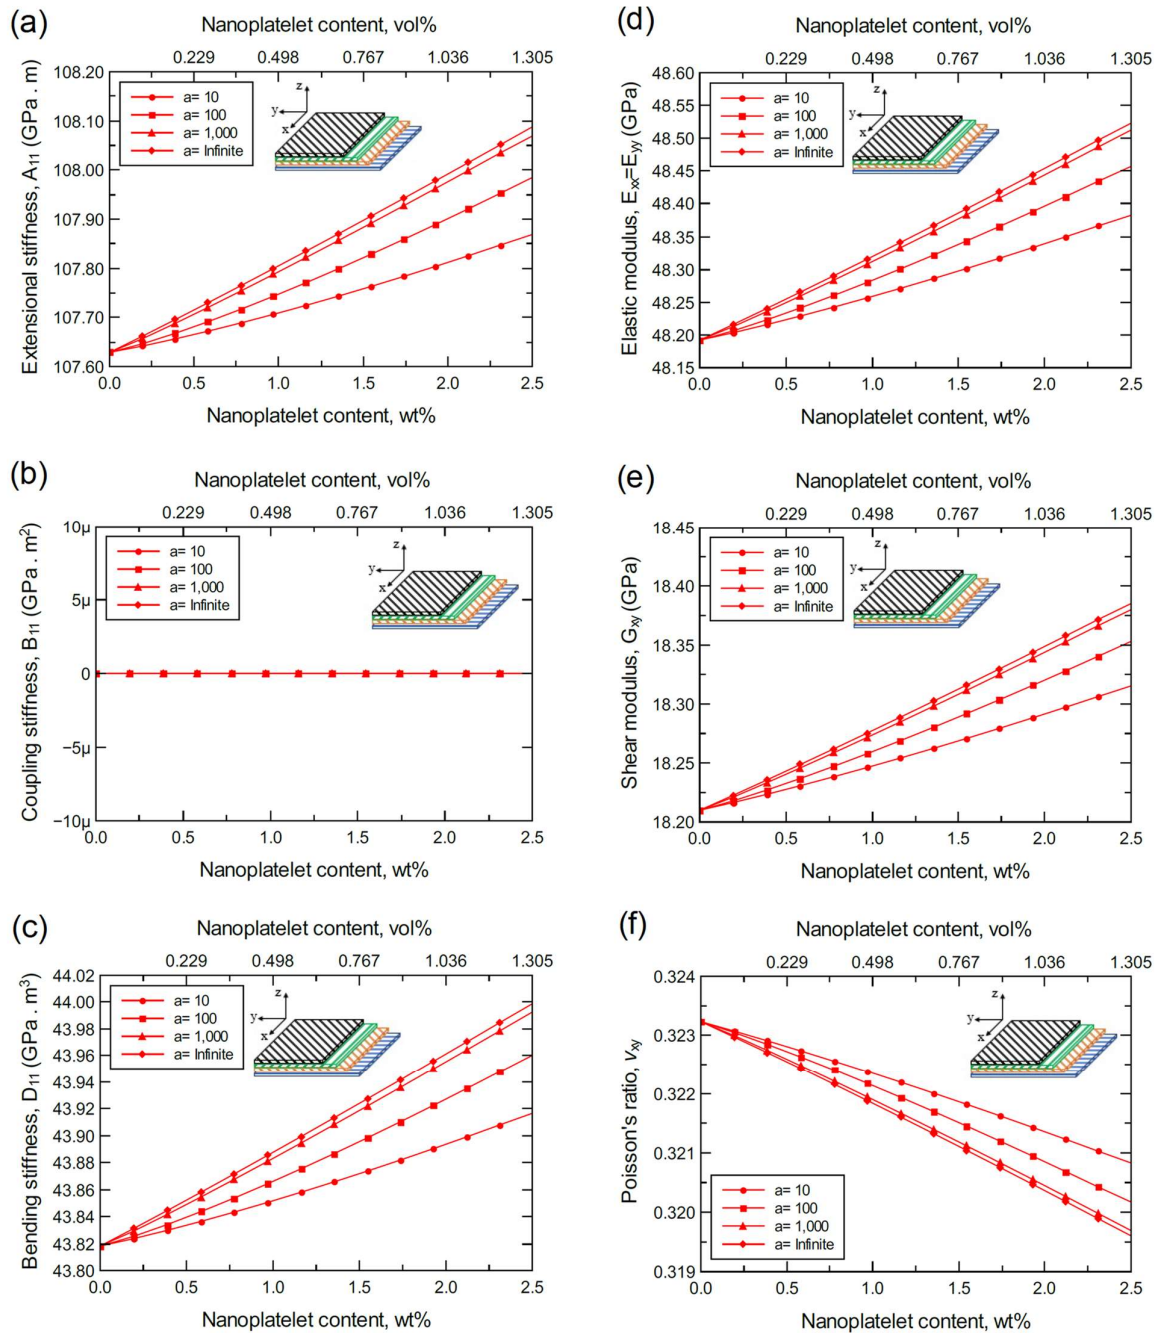 (a)
Nanoplatelet content, vol%
0.229 0.498 0.767 1.036 1.305
Extensional stiffness, A11 (GPa . m)
108.20
108.10
108.00
107.90
107.80
107.70
107.60
a= 10
a= 100
a= 1,000
a= Infinite
z
y
x
0.0 0.5 1.0 1.5 2.0 2.5
Nanoplatelet content, wt%
(b)
Nanoplatelet content, vol%
0.229 0.498 0.767 1.036 1.305
Coupling stiffness, B11 (GPa . m²)
10μ
5μ
0
−5μ
−10μ
a= 10
a= 100
a= 1,000
a= Infinite
z
y
x
0.0 0.5 1.0 1.5 2.0 2.5
Nanoplatelet content, wt%
(c)
Nanoplatelet content, vol%
0.229 0.498 0.767 1.036 1.305
Bending stiffness, D11 (GPa . m³)
44.02
44.00
43.98
43.96
43.94
43.92
43.90
43.88
43.86
43.84
43.82
43.80
a= 10
a= 100
a= 1,000
a= Infinite
z
y
x
0.0 0.5 1.0 1.5 2.0 2.5
Nanoplatelet content, wt%
(d)
Nanoplatelet content, vol%
0.229 0.498 0.767 1.036 1.305
Elastic modulus, Exx=Eyy (GPa)
48.60
48.55
48.50
48.45
48.40
48.35
48.30
48.25
48.20
48.15
a= 10
a= 100
a= 1,000
a= Infinite
z
y
x
0.0 0.5 1.0 1.5 2.0 2.5
Nanoplatelet content, wt%
(e)
Nanoplatelet content, vol%
0.229 0.498 0.767 1.036 1.305
Shear modulus, Gxy (GPa)
18.45
18.40
18.35
18.30
18.25
18.20
a= 10
a= 100
a= 1,000
a= Infinite
z
y
x
0.0 0.5 1.0 1.5 2.0 2.5
Nanoplatelet content, wt%
(f)
Nanoplatelet content, vol%
0.229 0.498 0.767 1.036 1.305
Poisson's ratio, νxy
0.324
0.323
0.322
0.321
0.320
0.319
z
y
x
a= 10
a= 100
a= 1,000
a= Infinite
0.0 0.5 1.0 1.5 2.0 2.5
Nanoplatelet content, wt%